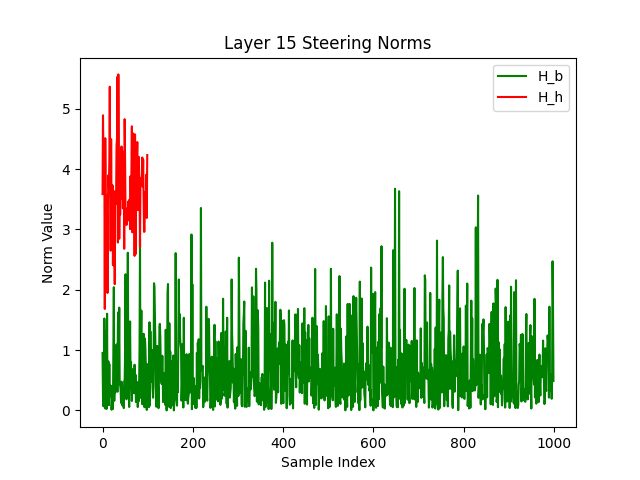 Layer 15 Steering Norms
H_b
H_h
Norm Value
5
4
3
2
1
0
0 200 400 600 800 1000
Sample Index